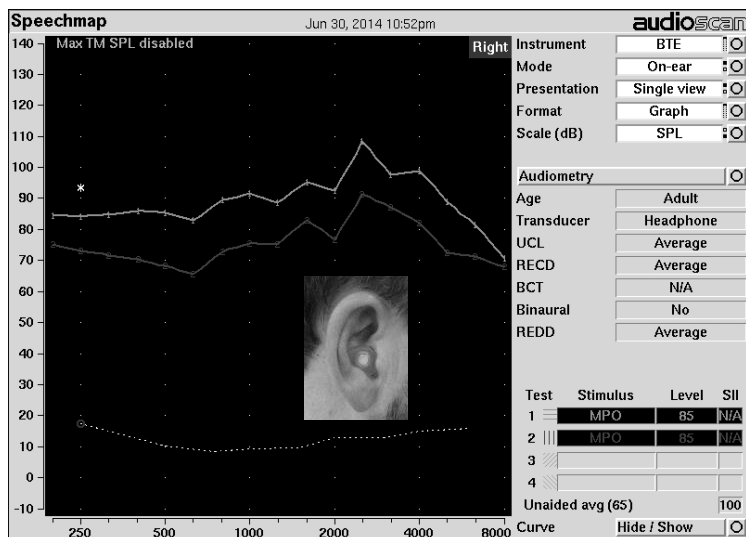 Speechmap Jun 30, 2014 10:52pm audioscan
Max TM SPL disabled Right
140
130
120
110
100
90
80
70
60
50
40
30
20
10
0
-10
250 500 1000 2000 4000 8000
Instrument BTE
Mode On-ear
Presentation Single view
Format Graph
Scale (dB) SPL
Audiometry
Age Adult
Transducer Headphone
UCL Average
RECD Average
BCT N/A
Binaural No
REDD Average
Test Stimulus Level SII
1 MPO 85 N/A
2 MPO 85 N/A
3
4
Unaided avg (65) 100
Curve Hide / Show